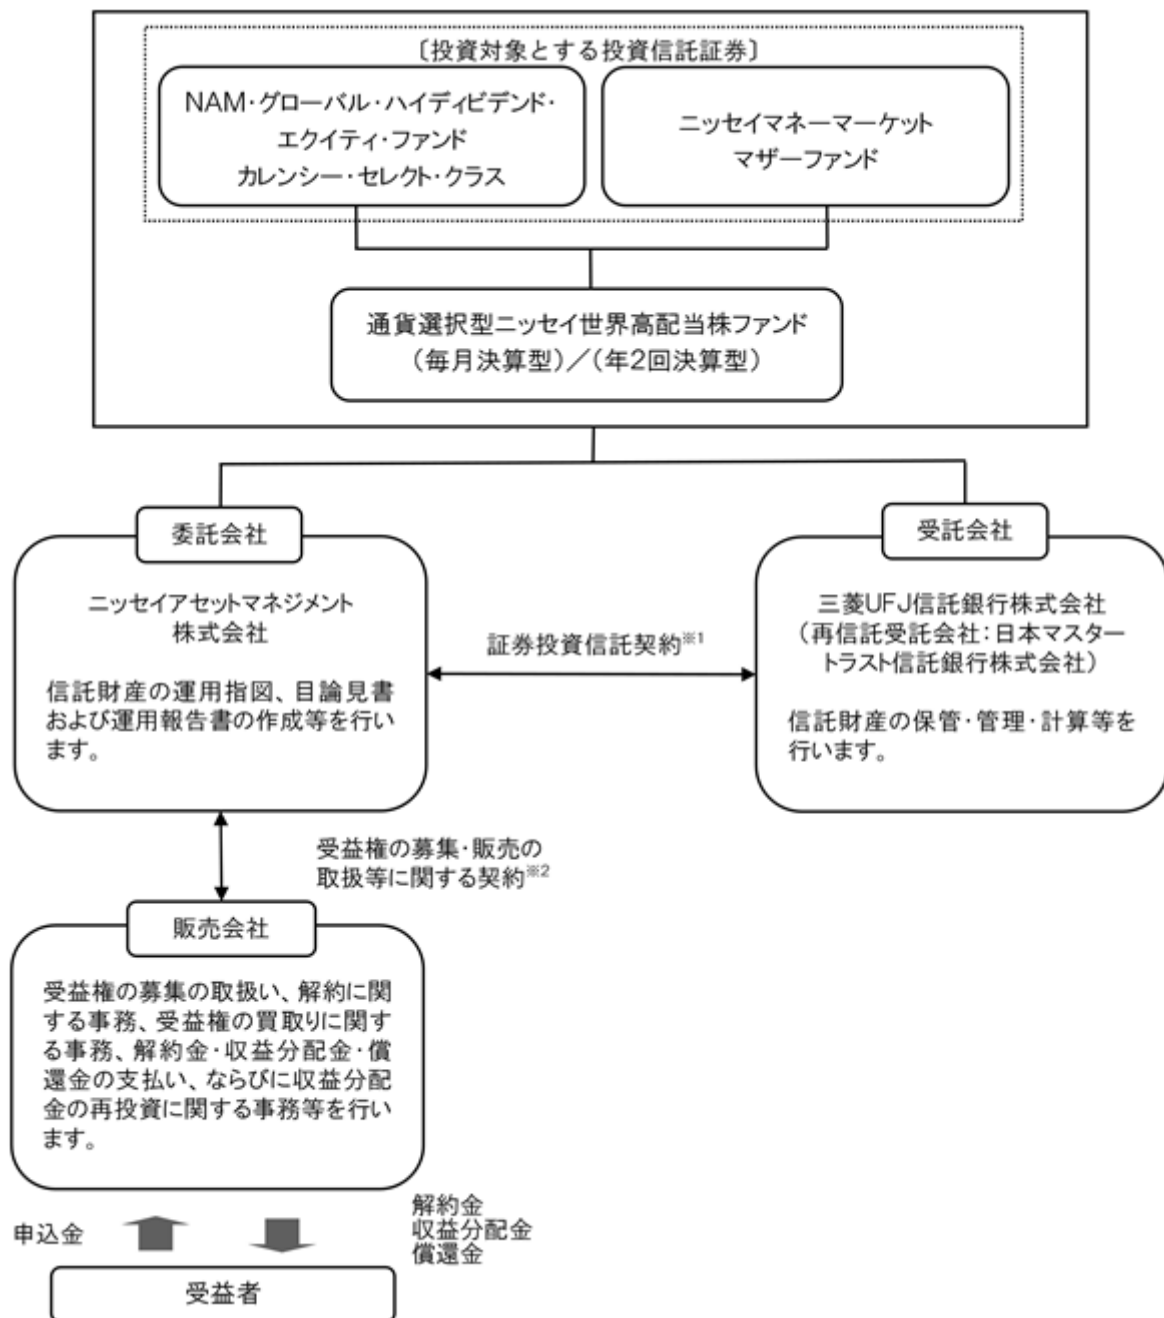 〔投資対象とする投資信託証券〕
NAM・グローバル・ハイディビデンド・
エクイティ・ファンド
カレンシー・セレクト・クラス
ニッセイマネーマーケット
マザーファンド
通貨選択型ニッセイ世界高配当株ファンド
（毎月決算型）／（年2回決算型）
委託会社
ニッセイアセットマネジメント
株式会社
信託財産の運用指図、目論見書
および運用報告書の作成等を行い
ます。
証券投資信託契約※1
受託会社
三菱UFJ信託銀行株式会社
（再信託受託会社：日本マスター
トラスト信託銀行株式会社）
信託財産の保管・管理・計算等を
行います。
受益権の募集・販売の
取扱等に関する契約※2
販売会社
受益権の募集の取扱い、解約に関
する事務、受益権の買取りに関す
る事務、解約金・収益分配金・償
還金の支払い、ならびに収益分配
金の再投資に関する事務等を行い
ます。
申込金
解約金
収益分配金
償還金
受益者